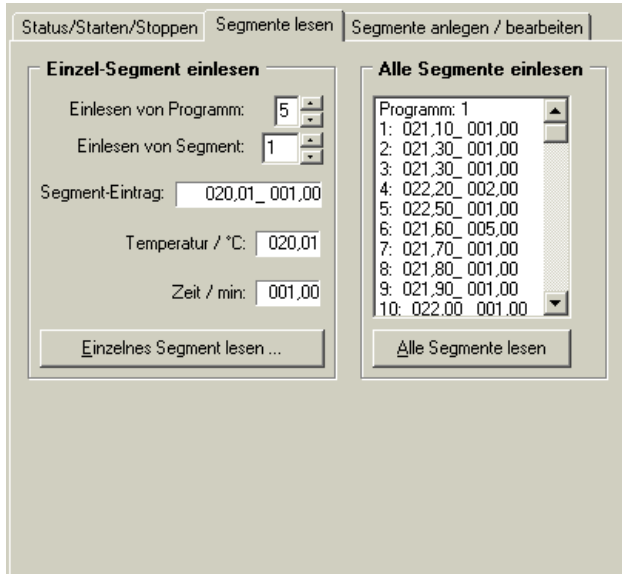 Status/Starten/Stoppen
Segmente lesen
Segmente anlegen / bearbeiten
Einzel-Segment einlesen
Einlesen von Programm: 5
Einlesen von Segment: 1
Segment-Eintrag: 020,01_ 001,00
Temperatur / °C: 020,01
Zeit / min: 001,00
Einzelnes Segment lesen ...
Alle Segmente einlesen
Programm: 1
1: 021,10_ 001,00
2: 021,30_ 001,00
3: 021,30_ 001,00
4: 022,20_ 002,00
5: 022,50_ 001,00
6: 021,60_ 005,00
7: 021,70_ 001,00
8: 021,80_ 001,00
9: 021,90_ 001,00
10: 022,00_ 001,00
Alle Segmente lesen